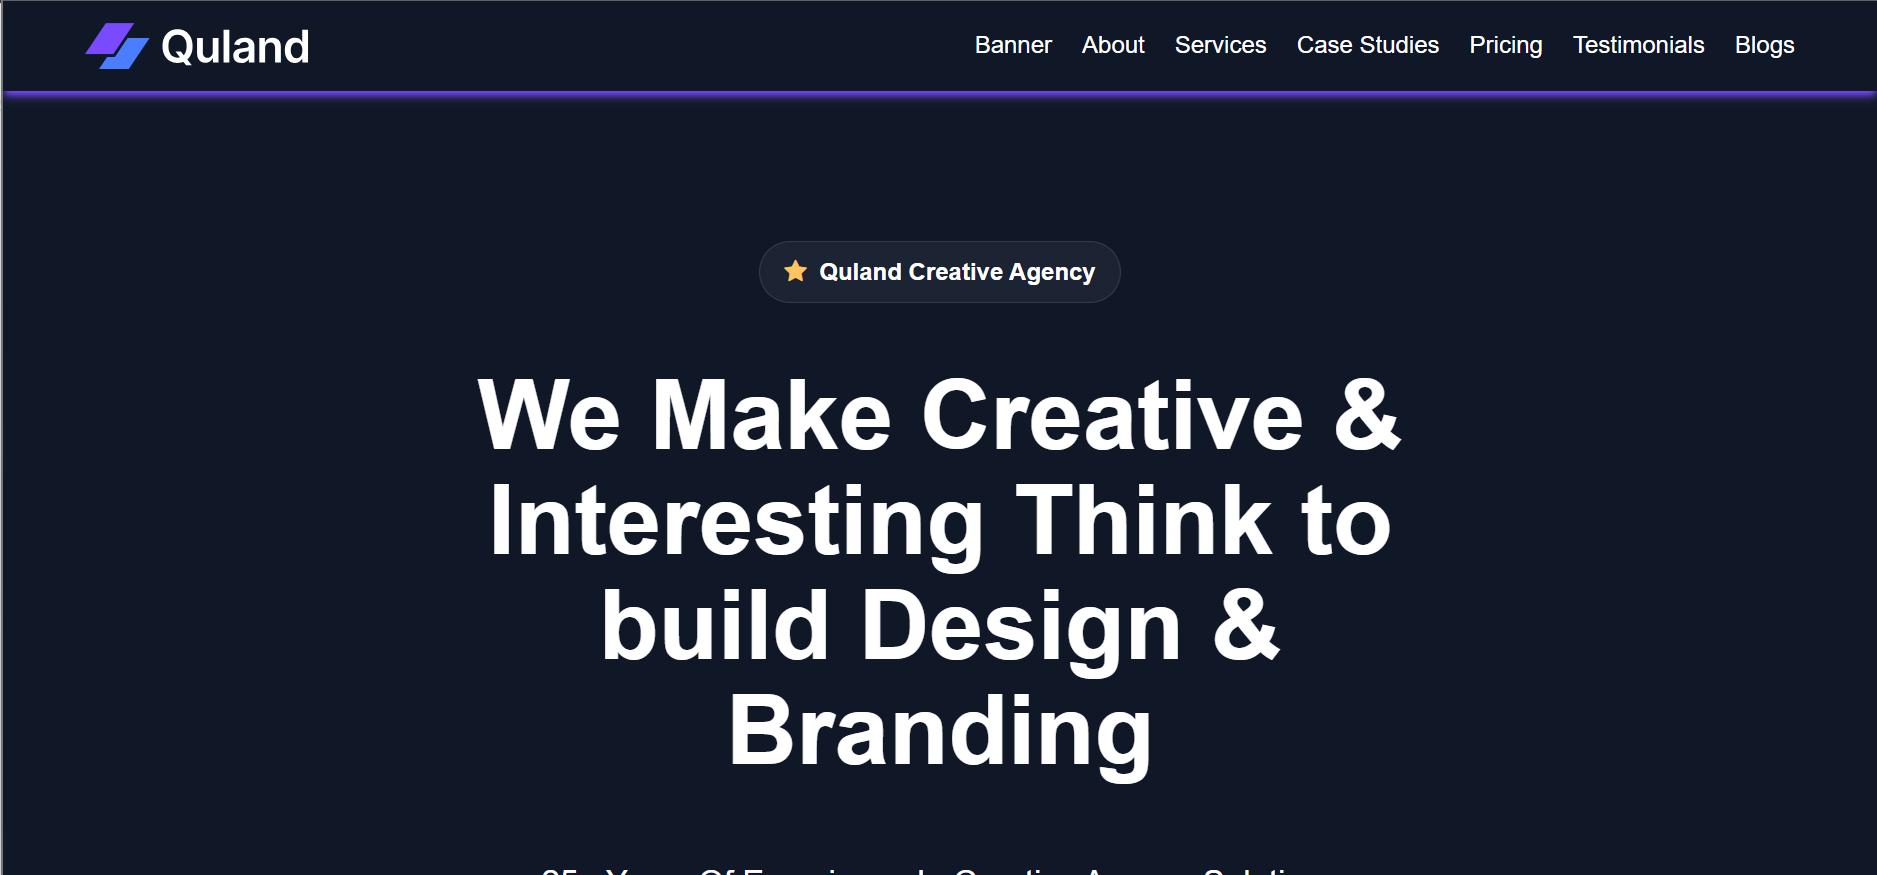 Quland
Banner About Services Case Studies Pricing Testimonials Blogs
Quland Creative Agency
We Make Creative &
Interesting Think to
build Design &
Branding